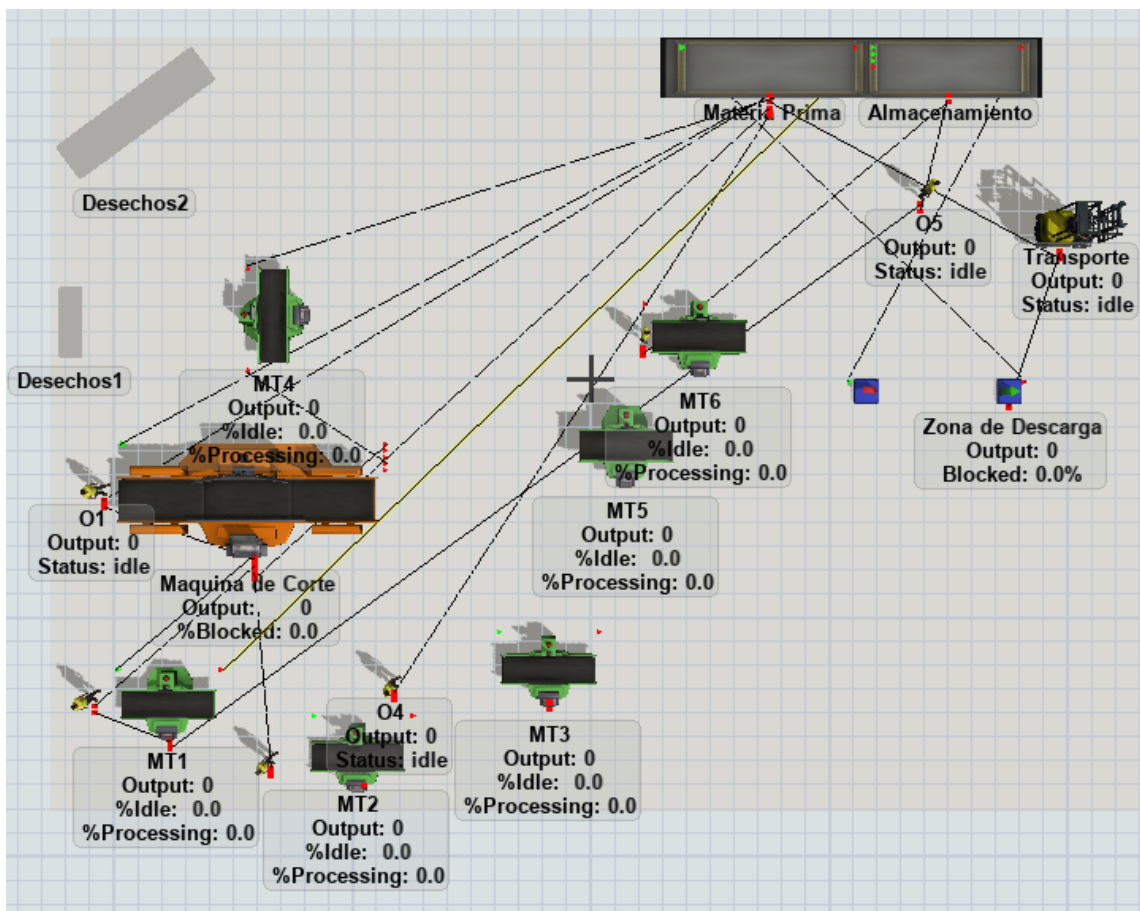 Materia Prima
Almacenamiento
Desechos2
O5
Output: 0
Status: idle
Transporte
Output: 0
Status: idle
Desechos1
MT4
Output: 0
%Idle: 0.0
%Processing: 0.0
MT6
Output: 0
%Idle: 0.0
%Processing: 0.0
Zona de Descarga
Output: 0
Blocked: 0.0%
O1
Output: 0
Status: idle
MT5
Output: 0
%Idle: 0.0
%Processing: 0.0
Maquina de Corte
Output: 0
%Blocked: 0.0
O4
Output: 0
Status: idle
MT3
Output: 0
%Idle: 0.0
%Processing: 0.0
MT1
Output: 0
%Idle: 0.0
%Processing: 0.0
MT2
Output: 0
%Idle: 0.0
%Processing: 0.0